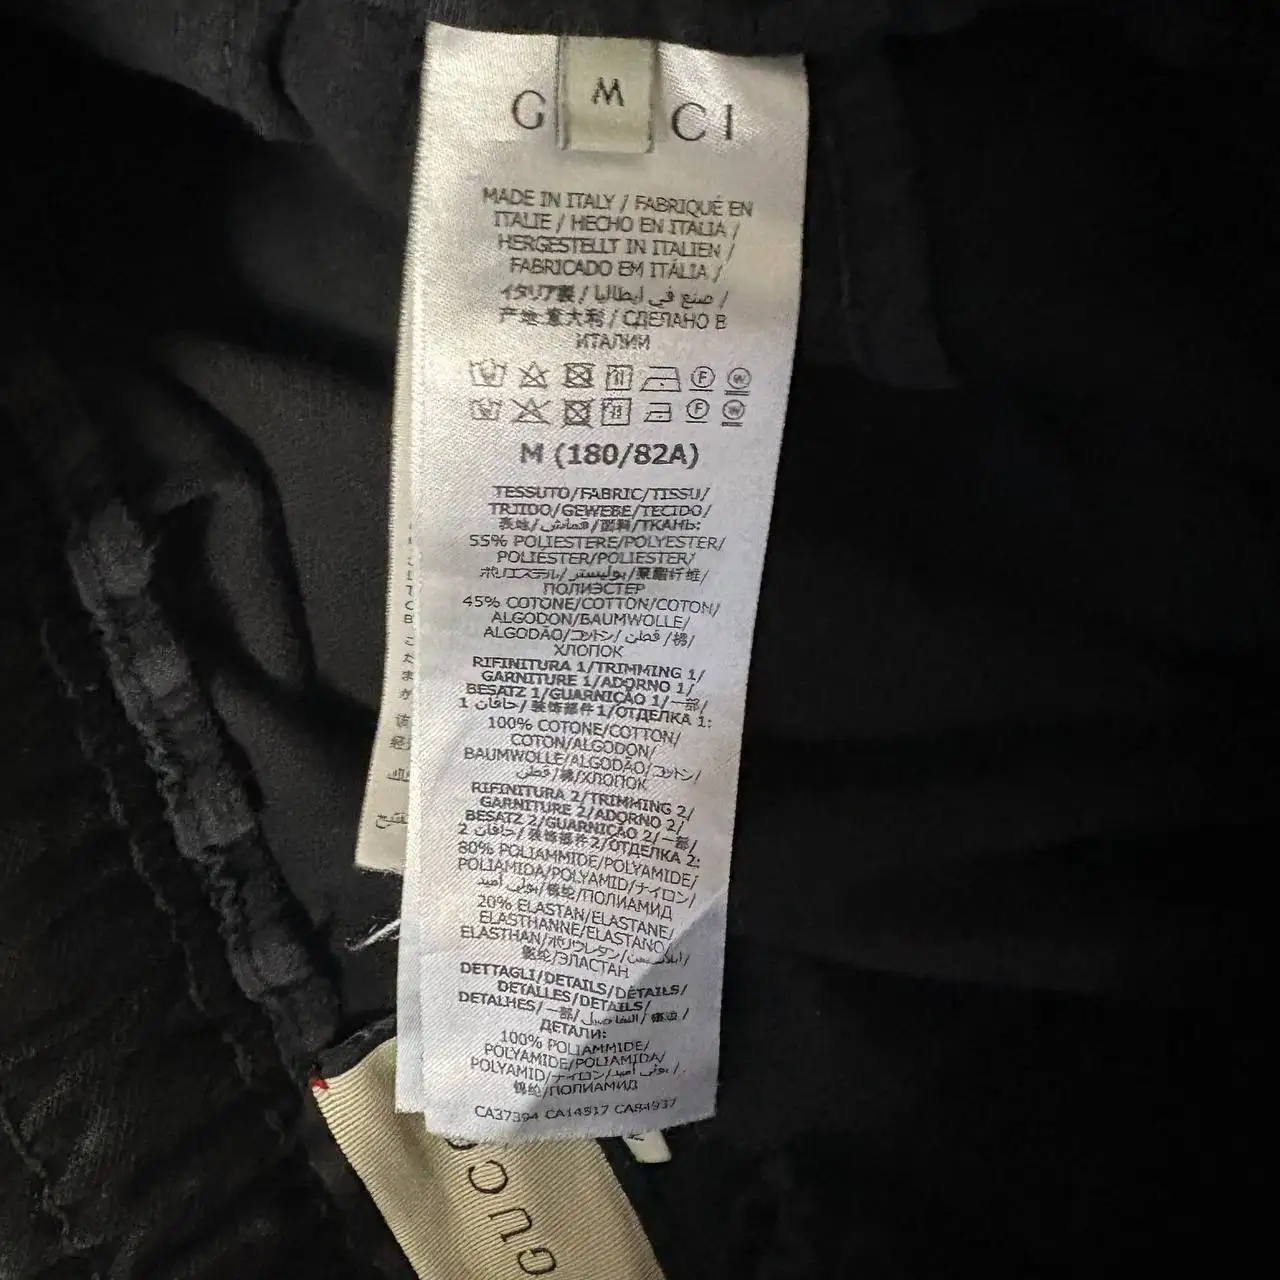 M
G CCI
MADE IN ITALY / FABRIQUÉ EN
ITALIE / HECHO EN ITALIA /
HERGESTELLT IN ITALIEN /
FABRICADO EM ITÁLIA /
イタリア製 / صنع في إيطاليا /
产地:意大利 / СДЕЛАНО В
ИТАЛИИ
M (180/82A)
TESSUTO/FABRIC/TISSU/
TEJIDO/GEWEBE/TECIDO/
表地/قماش/面料/ТКАНЬ:
55% POLIESTERE/POLYESTER/
POLIÉSTER/POLIESTER/
ポリエステル/بوليستر/聚酯纤维/
ПОЛИЭСТЕР
45% COTONE/COTTON/COTON/
ALGODON/BAUMWOLLE/
ALGODÃO/コットン/قطن/棉/
ХЛОПОК
RIFINITURA 1/TRIMMING 1/
GARNITURE 1/ADORNO 1/
BESATZ 1/GUARNIÇÃO 1/一部/
1 حافات/装饰部件1/ОТДЕЛКА 1:
100% COTONE/COTTON/
COTON/ALGODON/
BAUMWOLLE/ALGODÃO/コットン/
قطن/棉/ХЛОПОК
RIFINITURA 2/TRIMMING 2/
GARNITURE 2/ADORNO 2/
BESATZ 2/GUARNIÇÃO 2/一部/
2 حافات/装饰部件2/ОТДЕЛКА 2:
80% POLIAMMIDE/POLYAMIDE/
POLIAMIDA/POLYAMID/ナイロン/
بولي أميد/锦纶/ПОЛИАМИД
20% ELASTAN/ELASTANE/
ELASTHANNE/ELASTANO/
ELASTHAN/ポリウレタン/
氨纶/ЭЛАСТАН
DETTAGLI/DETAILS/DÉTAILS/
DETALLES/DETAILS/
DETALHES/一部/التفاصيل/
ДЕТАЛИ:
100% POLIAMMIDE/
POLYAMIDE/POLIAMIDA/
POLYAMID/ナイロン/بولي أميد/
锦纶/ПОЛИАМИД
CA37394 CA14517 CA84937
GUCC